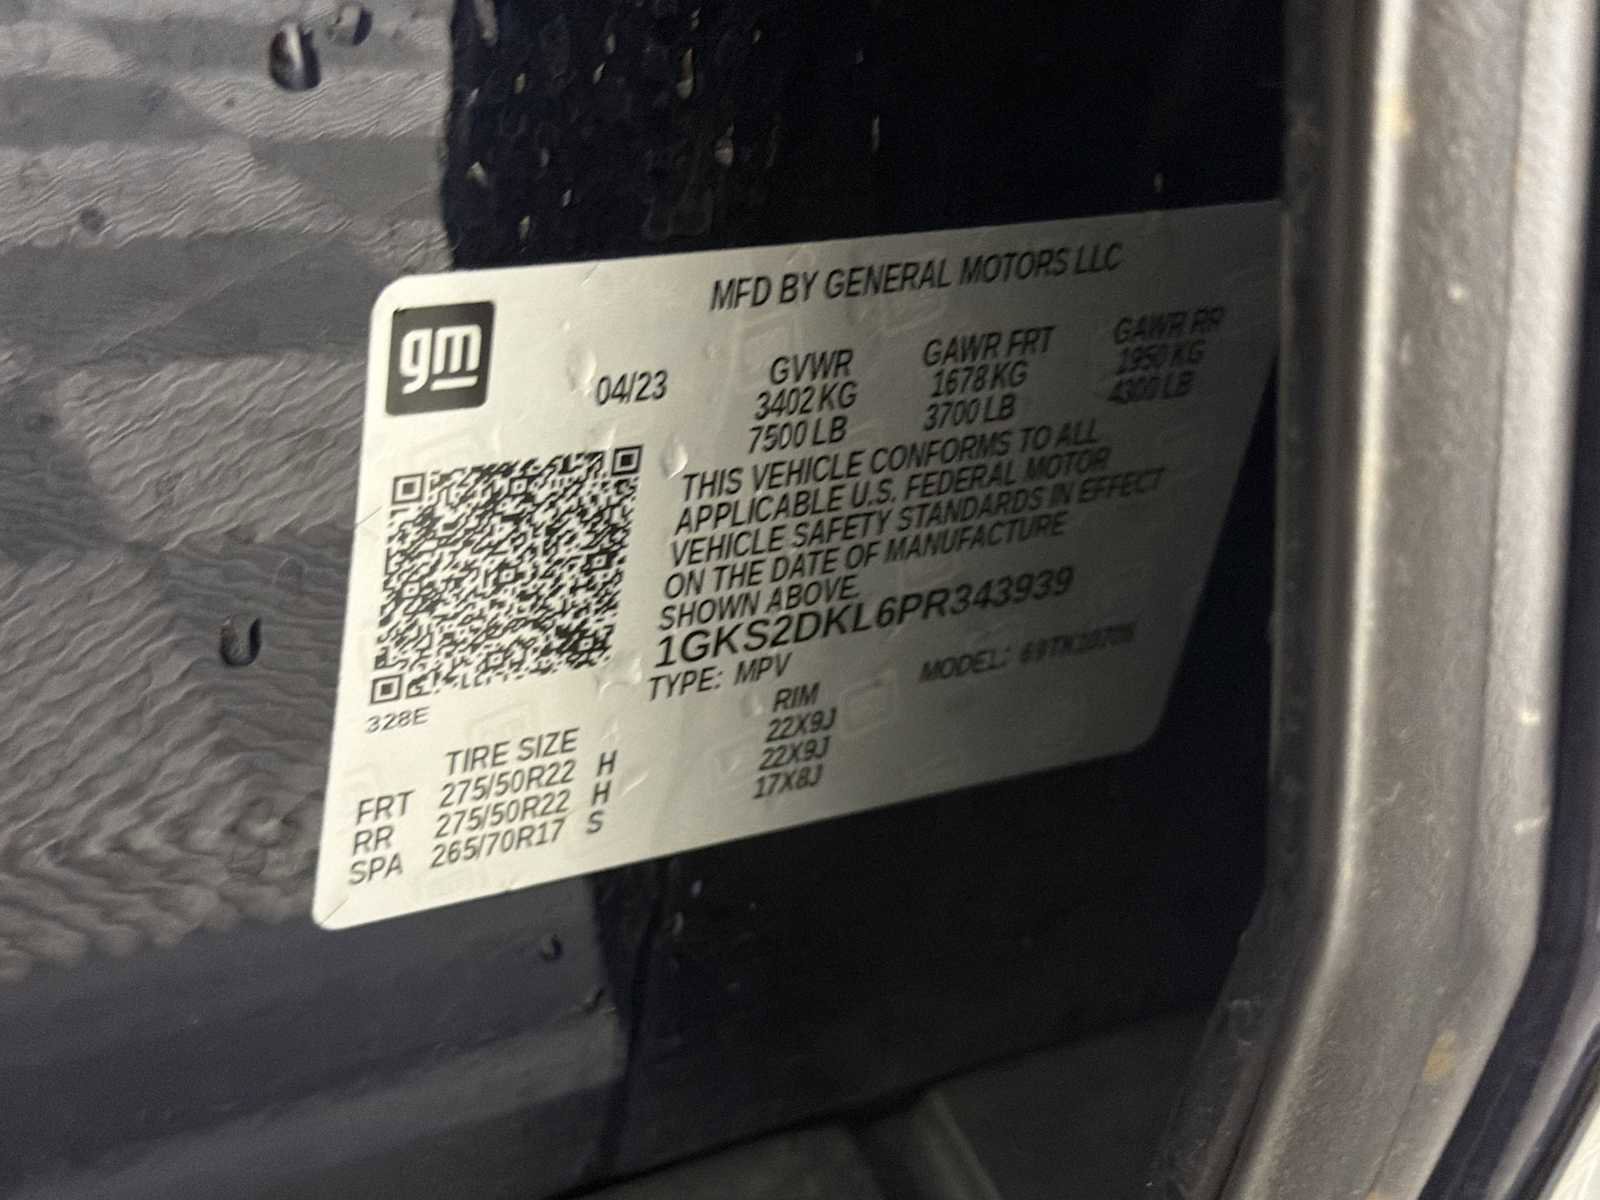 MFD BY GENERAL MOTORS LLC
gm
04/23
GVWR GAWR FRT GAWR RR
3402 KG 1678 KG 1950 KG
7500 LB 3700 LB 4300 LB
THIS VEHICLE CONFORMS TO ALL
APPLICABLE U.S. FEDERAL MOTOR
VEHICLE SAFETY STANDARDS IN EFFECT
ON THE DATE OF MANUFACTURE
SHOWN ABOVE.
1GKS2DKL6PR343939
TYPE: MPV MODEL:
328E
TIRE SIZE RIM
FRT 275/50R22 H 22X9J
RR 275/50R22 H 22X9J
SPA 265/70R17 S 17X8J